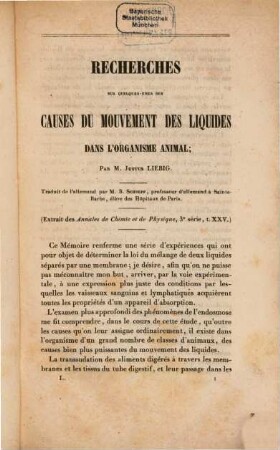 Bayerische
Staatsbibliothek
München
RECHERCHES
SUR QUELQUES-UNES DES
CAUSES DU MOUVEMENT DES LIQUIDES
DANS L'ORGANISME ANIMAL;
PAR M. JUSTUS LIEBIG.
Traduit de l'allemand par M. professeur d'allemand à Sainte-
Barbe, élève des Hôpitaux de Paris.
(Extrait des Annales de Chimie et de Physique, 3e série, t. XXV.)
Ce Mémoire renferme une série d'expériences qui ont
pour objet de déterminer la loi du mélange de deux liquides
séparés par une membrane; je désire, afin qu'on ne puisse
pas mécònnaître mon but, arriver, par la voie expérimen-
tale, à une expression plus juste des conditions par les-
quelles les vaisseaux sanguins et lymphatiques acquièrent
toutes les propriétés d'un appareil d'absorption.
L'examen plus approfondi des phénomènes de l'endosmose
me fit comprendre, dans le cours de cette étude, qu'outre
les causes qu'on leur assigne ordinairement, il existe dans
l'organisme d'un grand nombre de classes d'animaux, des
causes bien plus puissantes du mouvement des liquides.
La transsudation des aliments digérés à travers les mem-
branes et les tissus du tube digestif, et leur passage dans les
L. 1